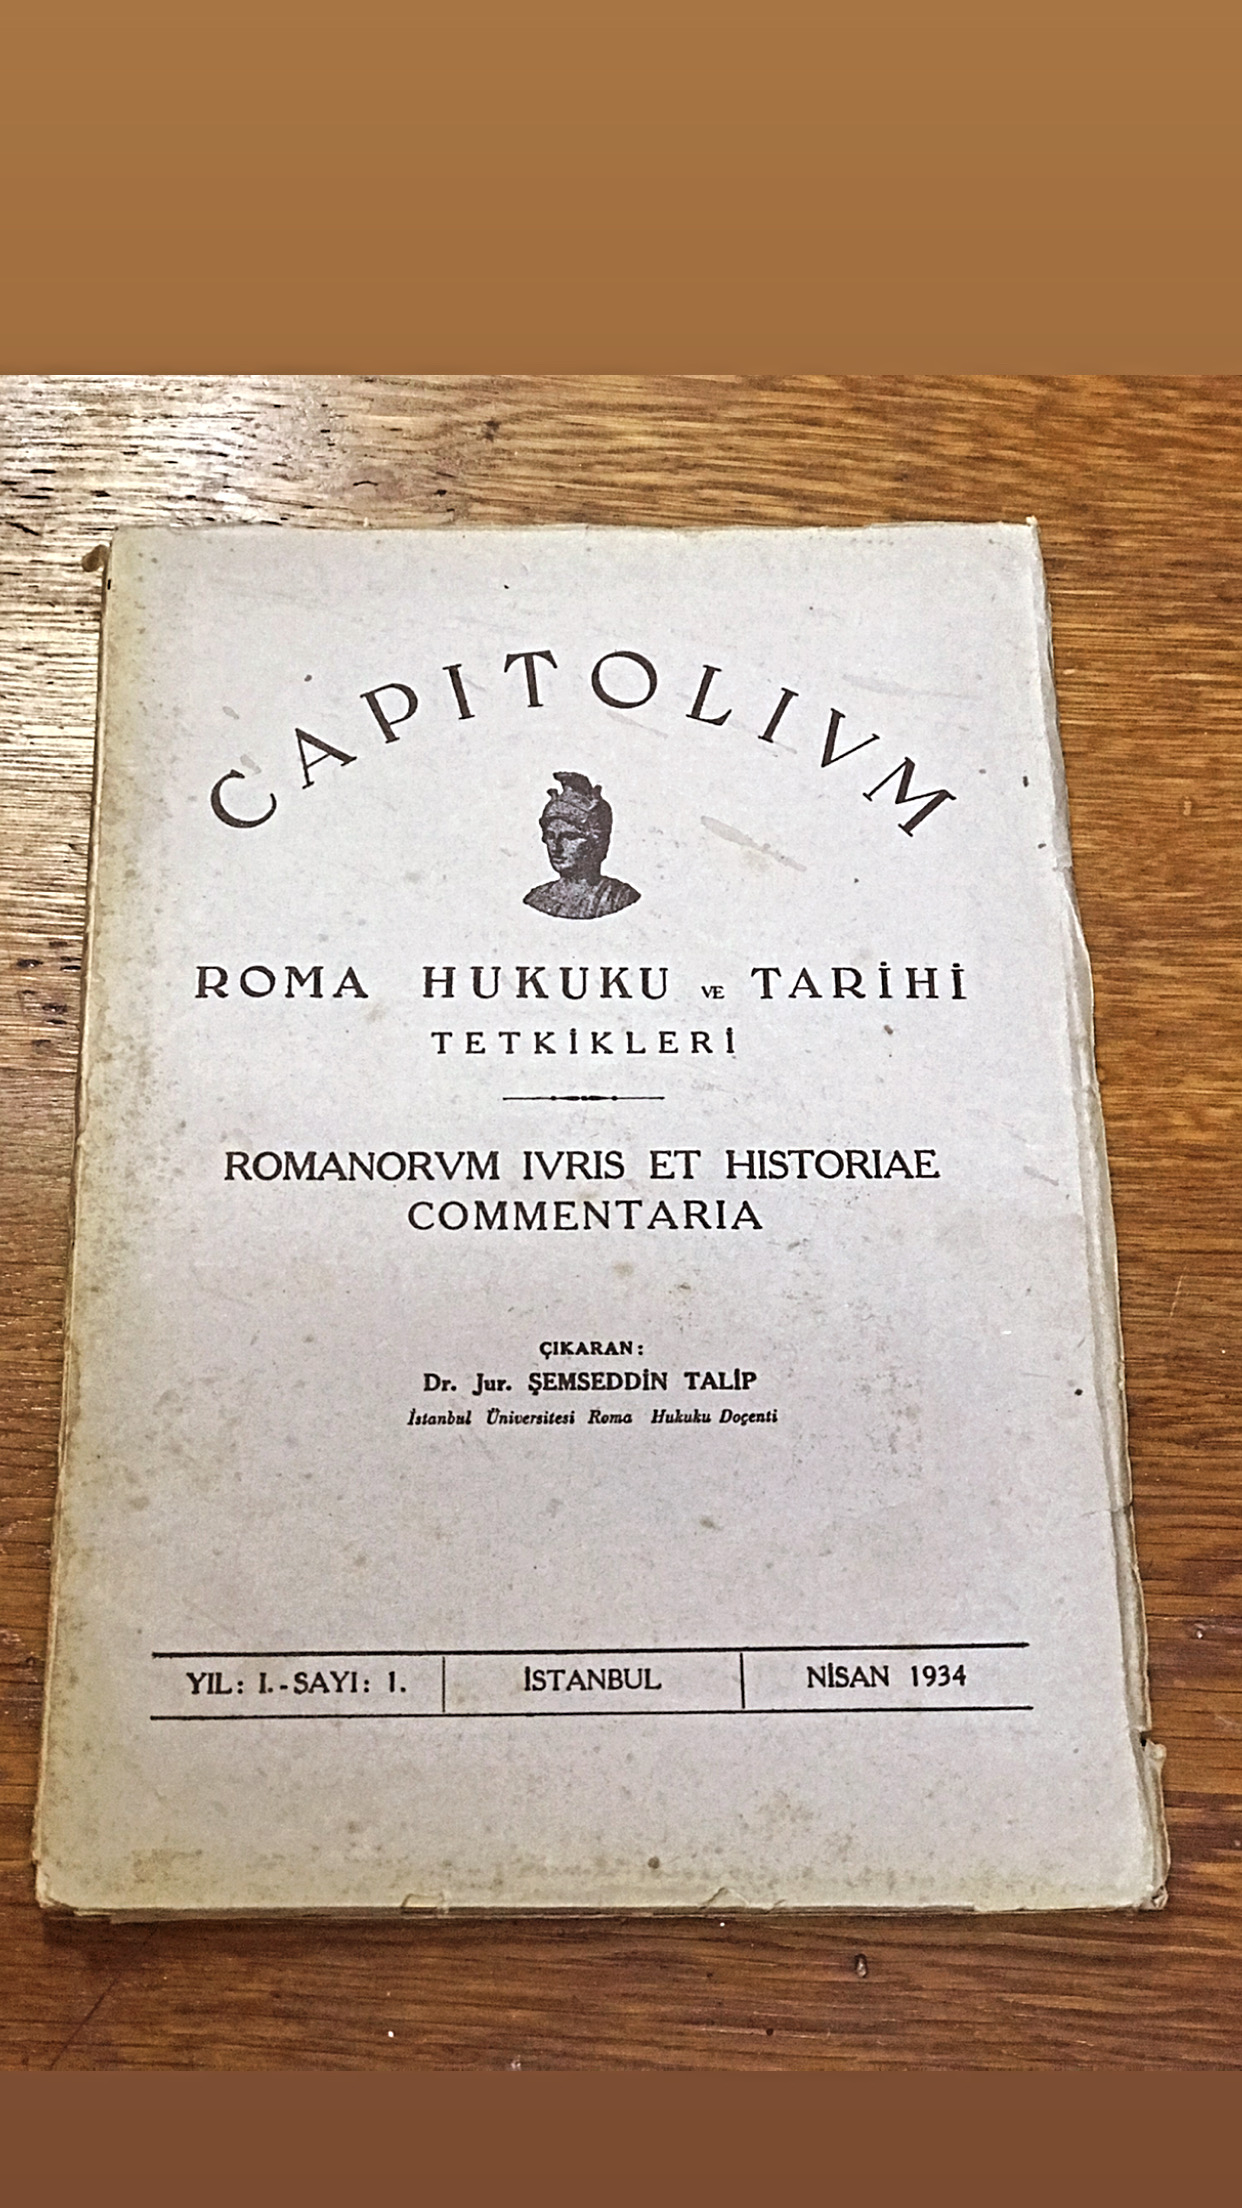 CAPITOLIVM
ROMA HUKUKU VE TARİHİ
TETKİKLERİ
ROMANORVM IVRIS ET HISTORIAE
COMMENTARIA
ÇIKARAN:
Dr. Jur. ŞEMSEDDİN TALİP
İstanbul Üniversitesi Roma Hukuku Doçenti
YIL: I.-SAYI: 1. İSTANBUL NİSAN 1934